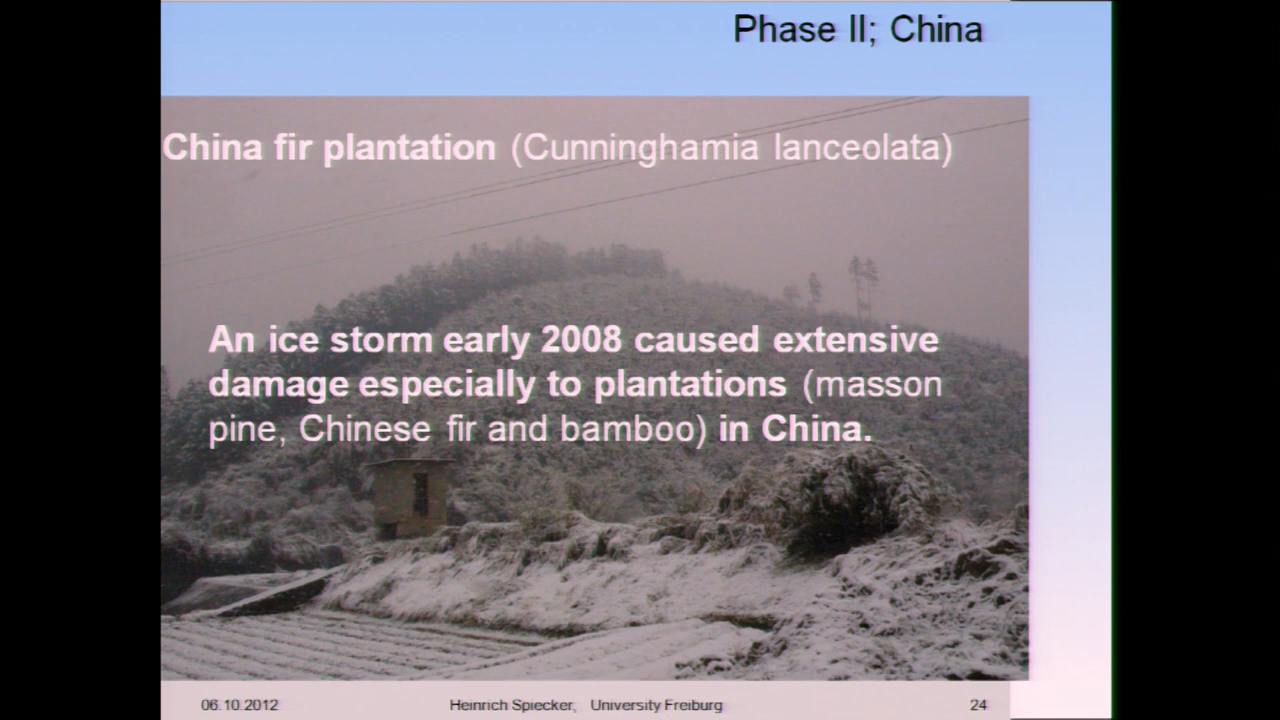 Phase II; China
China fir plantation (Cunninghamia lanceolata)
An ice storm early 2008 caused extensive
damage especially to plantations (masson
pine, Chinese fir and bamboo) in China.
06.10.2012 Heinrich Spiecker, University Freiburg 24